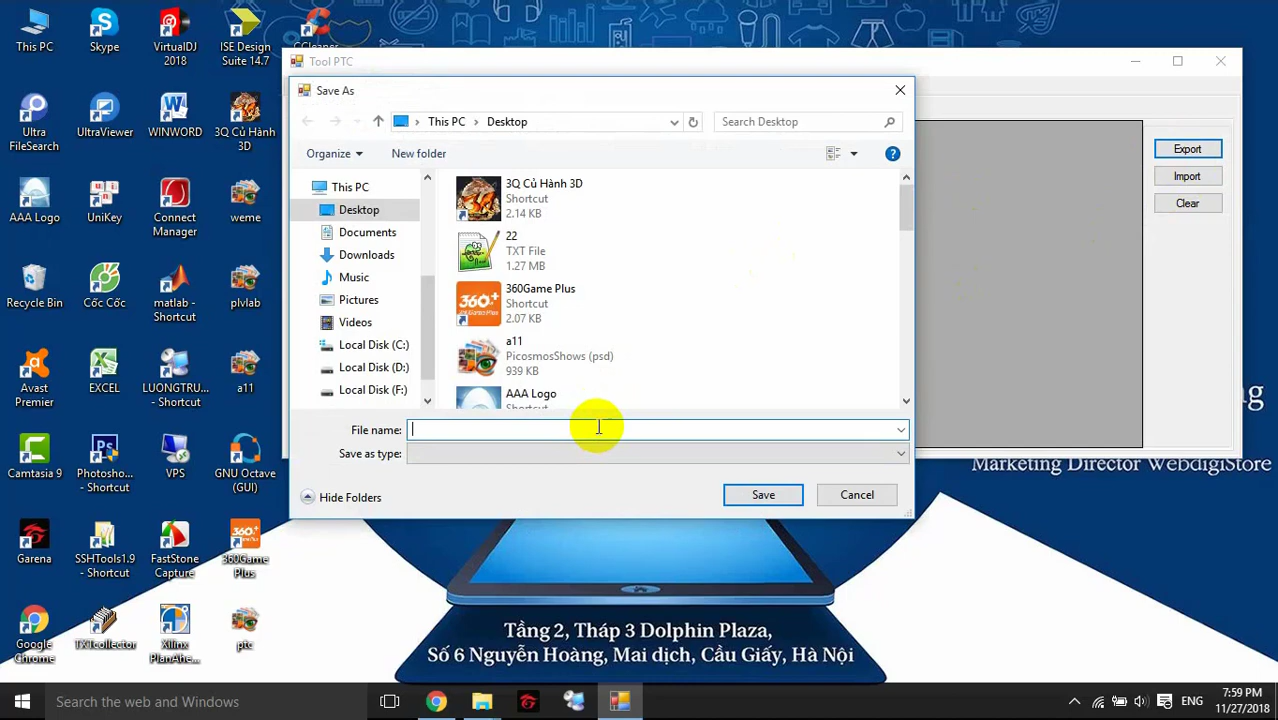 This PC
Skype
VirtualDJ
2018
ISE Design
Suite 14.7
CCleaner
Ultra
FileSearch
UltraViewer
WINWORD
3Q Củ Hành
3D
AAA Logo
UniKey
Connect
Manager
weme
Recycle Bin
Cốc Cốc
matlab -
Shortcut
plvlab
Avast
Premier
EXCEL
LUONGTRU...
- Shortcut
a11
Camtasia 9
Photosho...
- Shortcut
VPS
GNU Octave
(GUI)
Garena
SSHTools1.9
- Shortcut
FastStone
Capture
360Game
Plus
Google
Chrome
TXTcollector
Xilinx
PlanAhe...
ptc
Tool PTC
Export
Import
Clear
Save As
This PC
Desktop
Search Desktop
Organize
New folder
This PC
Desktop
Documents
Downloads
Music
Pictures
Videos
Local Disk (C:)
Local Disk (D:)
Local Disk (F:)
3Q Củ Hành 3D
Shortcut
2.14 KB
22
TXT File
1.27 MB
360Game Plus
Shortcut
2.07 KB
a11
PicosmosShows (psd)
939 KB
AAA Logo
Shortcut
File name:
Save as type:
Hide Folders
Save
Cancel
Marketing Director WebdigiStore
Tầng 2, Tháp 3 Dolphin Plaza,
Số 6 Nguyễn Hoàng, Mai dịch, Cầu Giấy, Hà Nội
Search the web and Windows
ENG
7:59 PM
11/27/2018